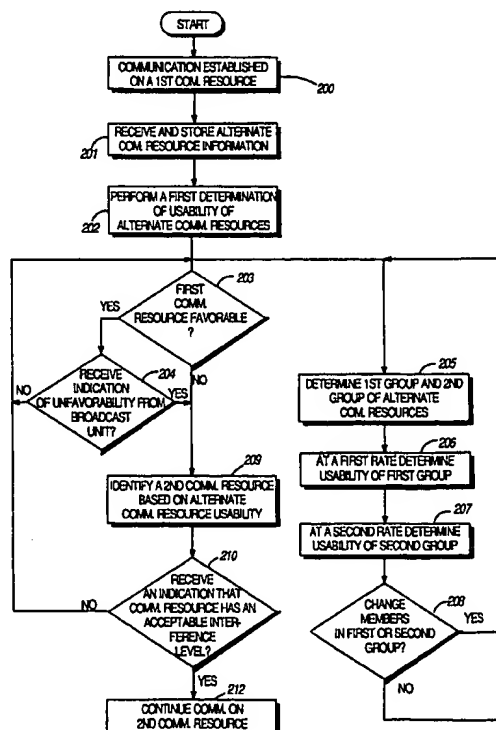 START
COMMUNICATION ESTABLISHED
ON A 1ST COM. RESOURCE
200
RECEIVE AND STORE ALTERNATE
COM. RESOURCE INFORMATION
201
PERFORM A FIRST DETERMINATION
OF USABILITY OF
ALTERNATE COMM. RESOURCES
202
203
FIRST
COMM.
RESOURCE FAVORABLE
?
YES
NO
204
RECEIVE
INDICATION
OF UNFAVORABILITY FROM
BROADCAST
UNIT?
NO
YES
205
DETERMINE 1ST GROUP AND 2ND
GROUP OF ALTERNATE
COM. RESOURCES
206
AT A FIRST RATE DETERMINE
USABILITY OF FIRST GROUP
207
AT A SECOND RATE DETERMINE
USABILITY OF SECOND GROUP
208
CHANGE
MEMBERS
IN FIRST OR SECOND
GROUP?
YES
NO
209
IDENTIFY A 2ND COMM. RESOURCE
BASED ON ALTERNATE
COMM. RESOURCE USABILITY
210
RECEIVE
AN INDICATION THAT
COMM. RESOURCE HAS AN
ACCEPTABLE INTER-
FERENCE
LEVEL?
NO
YES
212
CONTINUE COMM. ON
2ND COMM. RESOURCE